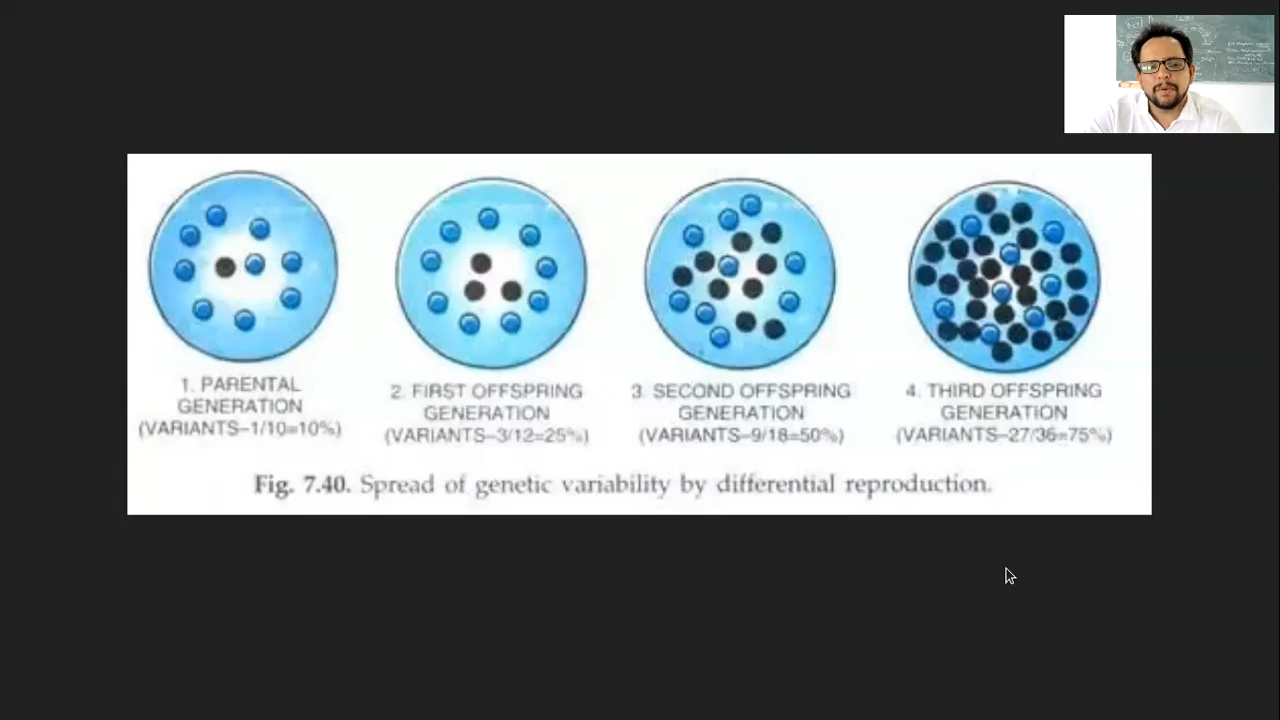 1. PARENTAL
GENERATION
(VARIANTS–1/10=10%)
2. FIRST OFFSPRING
GENERATION
(VARIANTS–3/12=25%)
3. SECOND OFFSPRING
GENERATION
(VARIANTS–9/18=50%)
4. THIRD OFFSPRING
GENERATION
(VARIANTS–27/36=75%)
Fig. 7.40. Spread of genetic variability by differential reproduction.